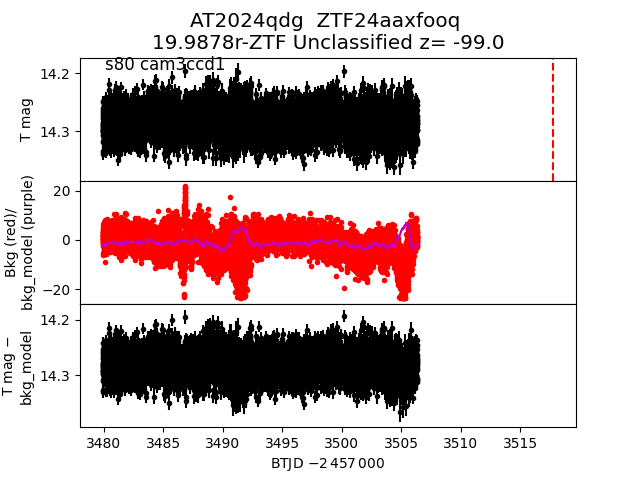 AT2024qdg  ZTF24aaxfooq
19.9878r-ZTF Unclassified z= -99.0
s80 cam3ccd1
14.2
14.3
T mag
20
0
−20
Bkg (red)/
bkg_model (purple)
14.2
14.3
T mag −
bkg_model
3480 3485 3490 3495 3500 3505 3510 3515
BTJD −2 457 000